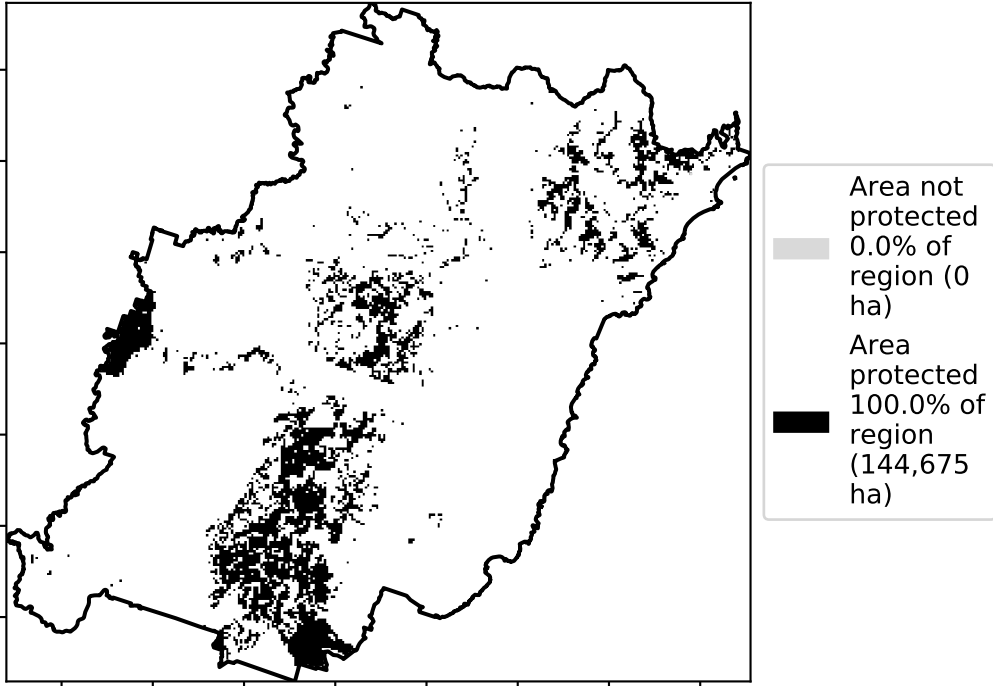 Area not
protected
0.0% of
region (0
ha)
Area
protected
100.0% of
region
(144,675
ha)